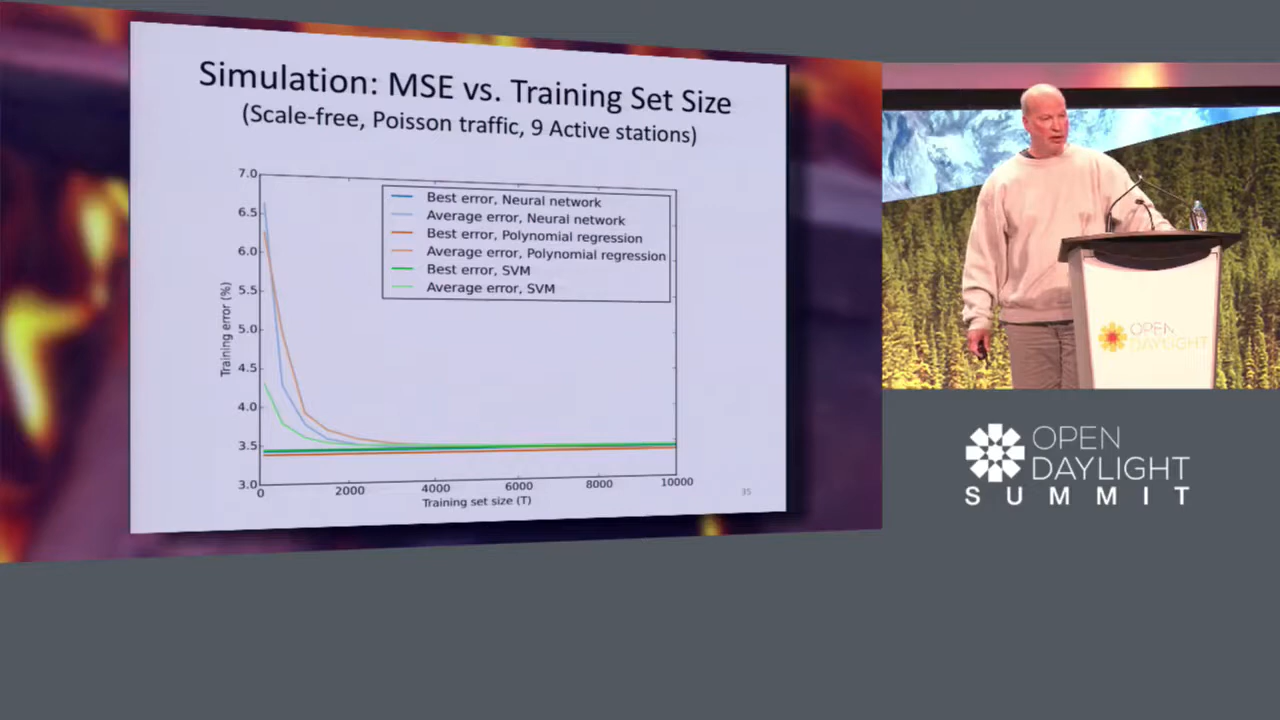 Simulation: MSE vs. Training Set Size
(Scale-free, Poisson traffic, 9 Active stations)
7.0
6.5
6.0
5.5
5.0
4.5
4.0
3.5
3.0
Training error (%)
Best error, Neural network
Average error, Neural network
Best error, Polynomial regression
Average error, Polynomial regression
Best error, SVM
Average error, SVM
0 2000 4000 6000 8000 10000
Training set size (T)
35
OPEN
DAYLIGHT
OPEN
DAYLIGHT
SUMMIT